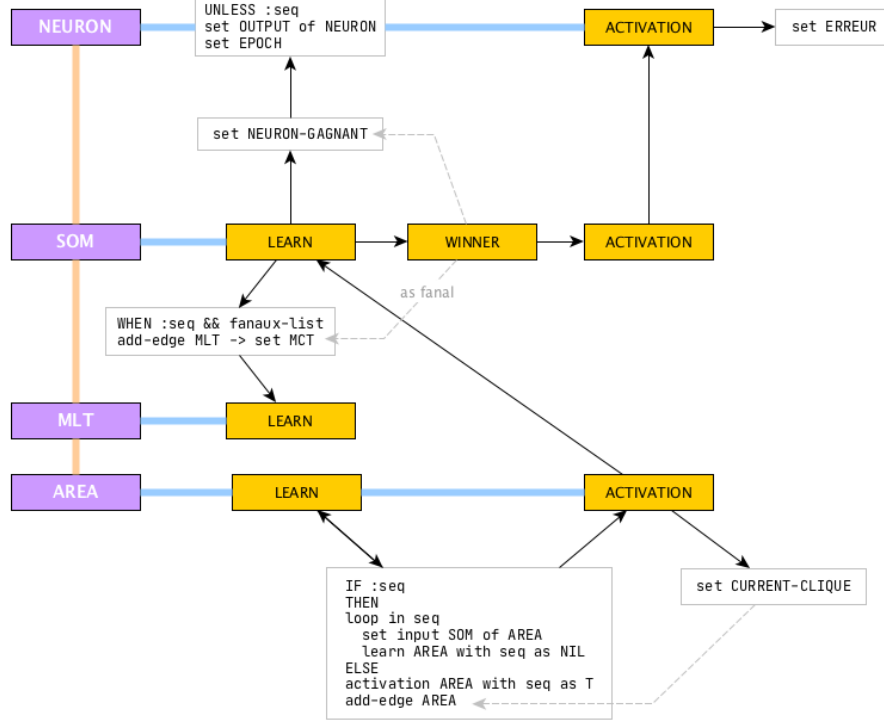 UNLESS :seq
NEURON
set OUTPUT of NEURON
set EPOCH
ACTIVATION
set ERREUR
set NEURON-GAGNANT
SOM
LEARN
WINNER
ACTIVATION
as fanal
WHEN :seq && fanaux-list
add-edge MLT -> set MCT
MLT
LEARN
AREA
LEARN
ACTIVATION
IF :seq
THEN
loop in seq
set input SOM of AREA
learn AREA with seq as NIL
ELSE
activation AREA with seq as T
add-edge AREA
set CURRENT-CLIQUE